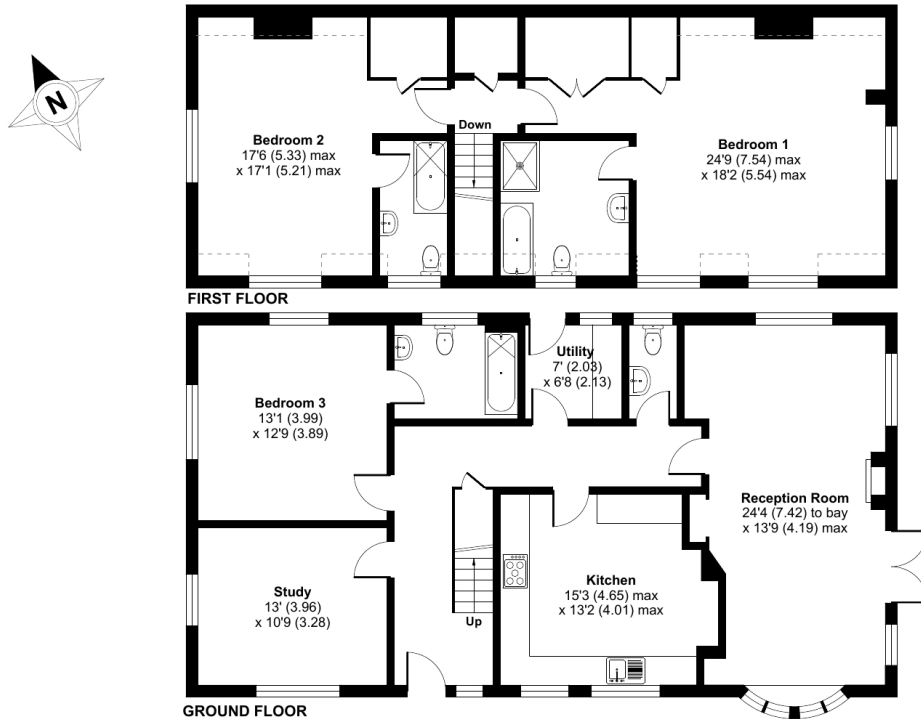 N
Bedroom 2
17'6 (5.33) max
x 17'1 (5.21) max
Down
Bedroom 1
24'9 (7.54) max
x 18'2 (5.54) max
FIRST FLOOR
Utility
7' (2.03)
x 6'8 (2.13)
Bedroom 3
13'1 (3.99)
x 12'9 (3.89)
Reception Room
24'4 (7.42) to bay
x 13'9 (4.19) max
Study
13' (3.96)
x 10'9 (3.28)
Up
Kitchen
15'3 (4.65) max
x 13'2 (4.01) max
GROUND FLOOR